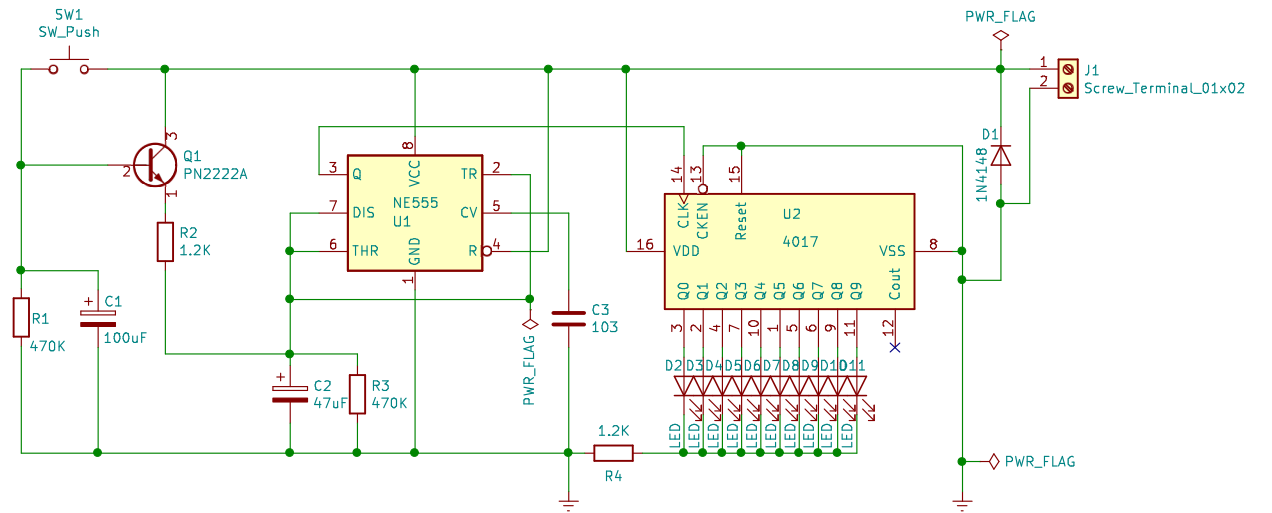 SW1
SW_Push
PWR_FLAG
1
2
J1
Screw_Terminal_01x02
3
2
1
Q1
PN2222A
R2
1.2K
8
3
Q
VCC
TR
2
7
DIS
NE555
U1
CV
5
6
THR
GND
R
4
1
14
13
15
CLK
CKEN
Reset
U2
4017
16
VDD
VSS
8
Q0
Q1
Q2
Q3
Q4
Q5
Q6
Q7
Q8
Q9
Cout
3
2
4
7
10
1
5
6
9
11
12
D1
1N4148
R1
470K
C1
100uF
C3
103
PWR_FLAG
C2
47uF
R3
470K
D2
D3
D4
D5
D6
D7
D8
D9
D10
D11
LED
LED
LED
LED
LED
LED
LED
LED
LED
LED
1.2K
R4
PWR_FLAG